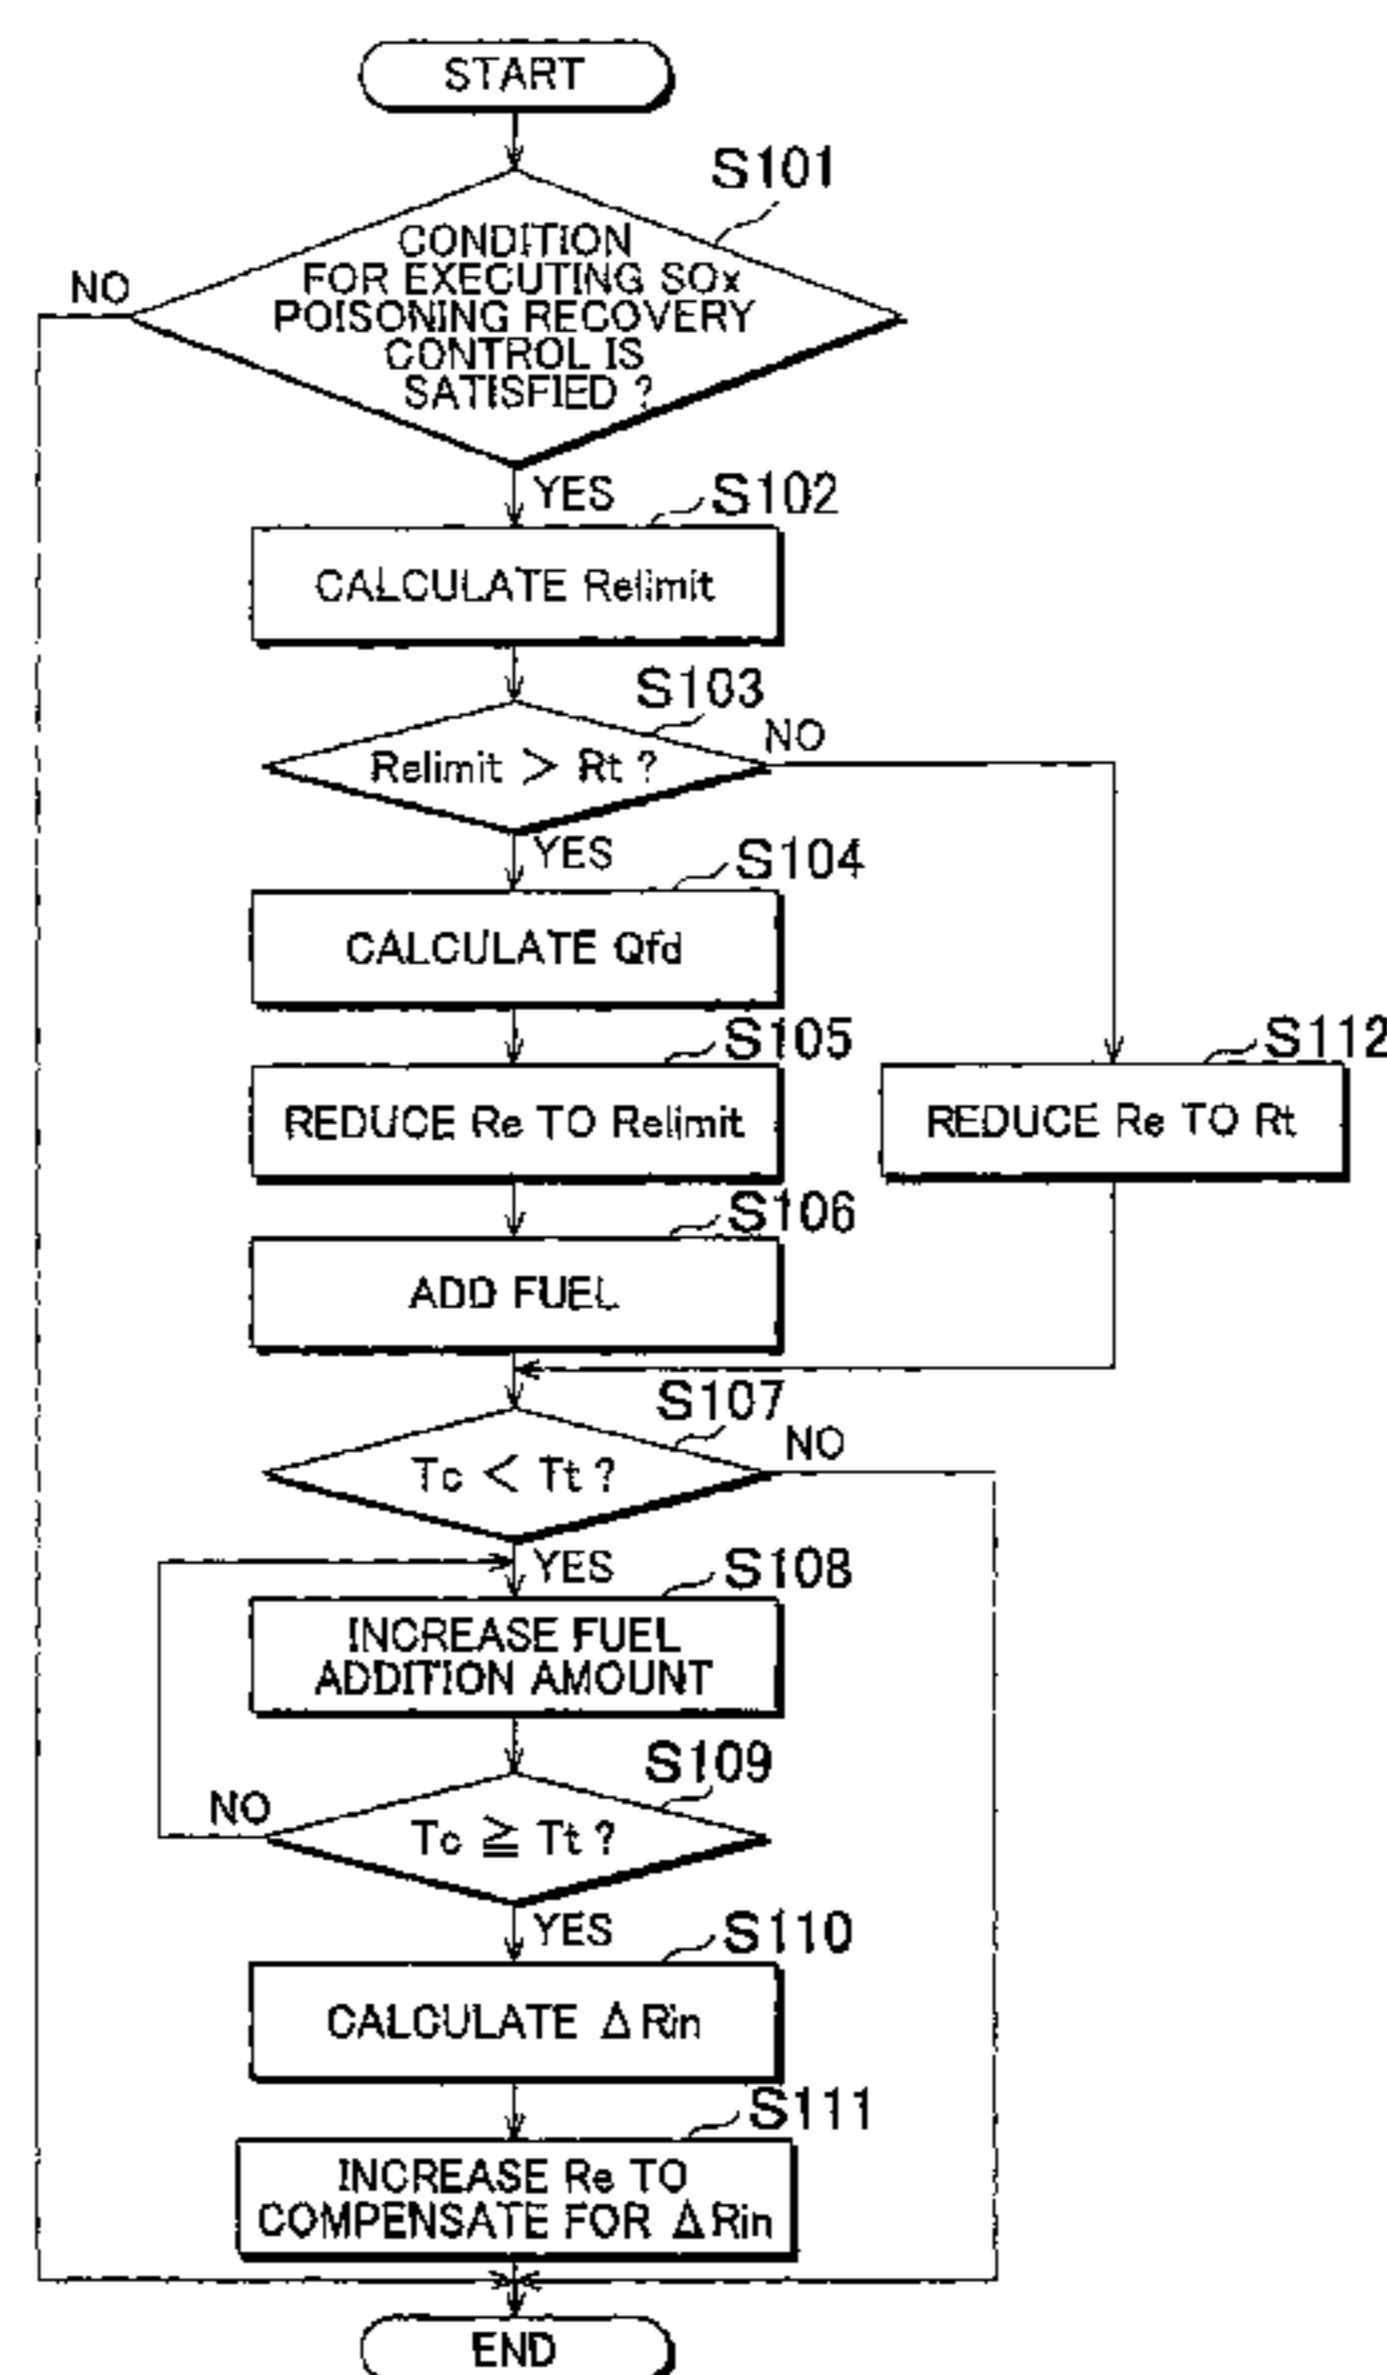 START
S101
CONDITION
FOR EXECUTING SOx
POISONING RECOVERY
CONTROL IS
SATISFIED ?
NO
YES
S102
CALCULATE Relimit
S103
Relimit > Rt ?
NO
YES
S104
CALCULATE Qfd
S105
REDUCE Re TO Relimit
S112
REDUCE Re TO Rt
S106
ADD FUEL
S107
Tc < Tt ?
NO
YES
S108
INCREASE FUEL
ADDITION AMOUNT
S109
NO
Tc ≧ Tt ?
YES
S110
CALCULATE Δ Rin
S111
INCREASE Re TO
COMPENSATE FOR Δ Rin
END